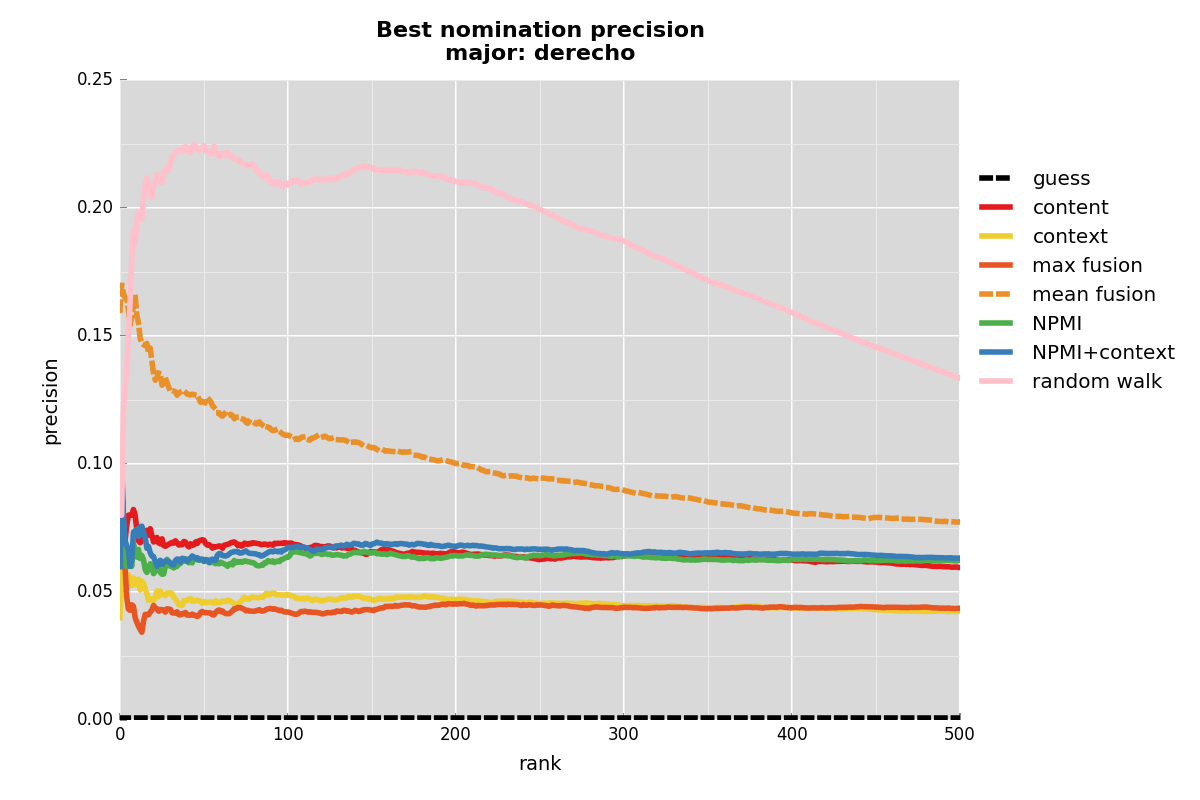 Best nomination precision
major: derecho
0.25
0.20
0.15
0.10
0.05
0.00
precision
0 100 200 300 400 500
rank
guess
content
context
max fusion
mean fusion
NPMI
NPMI+context
random walk